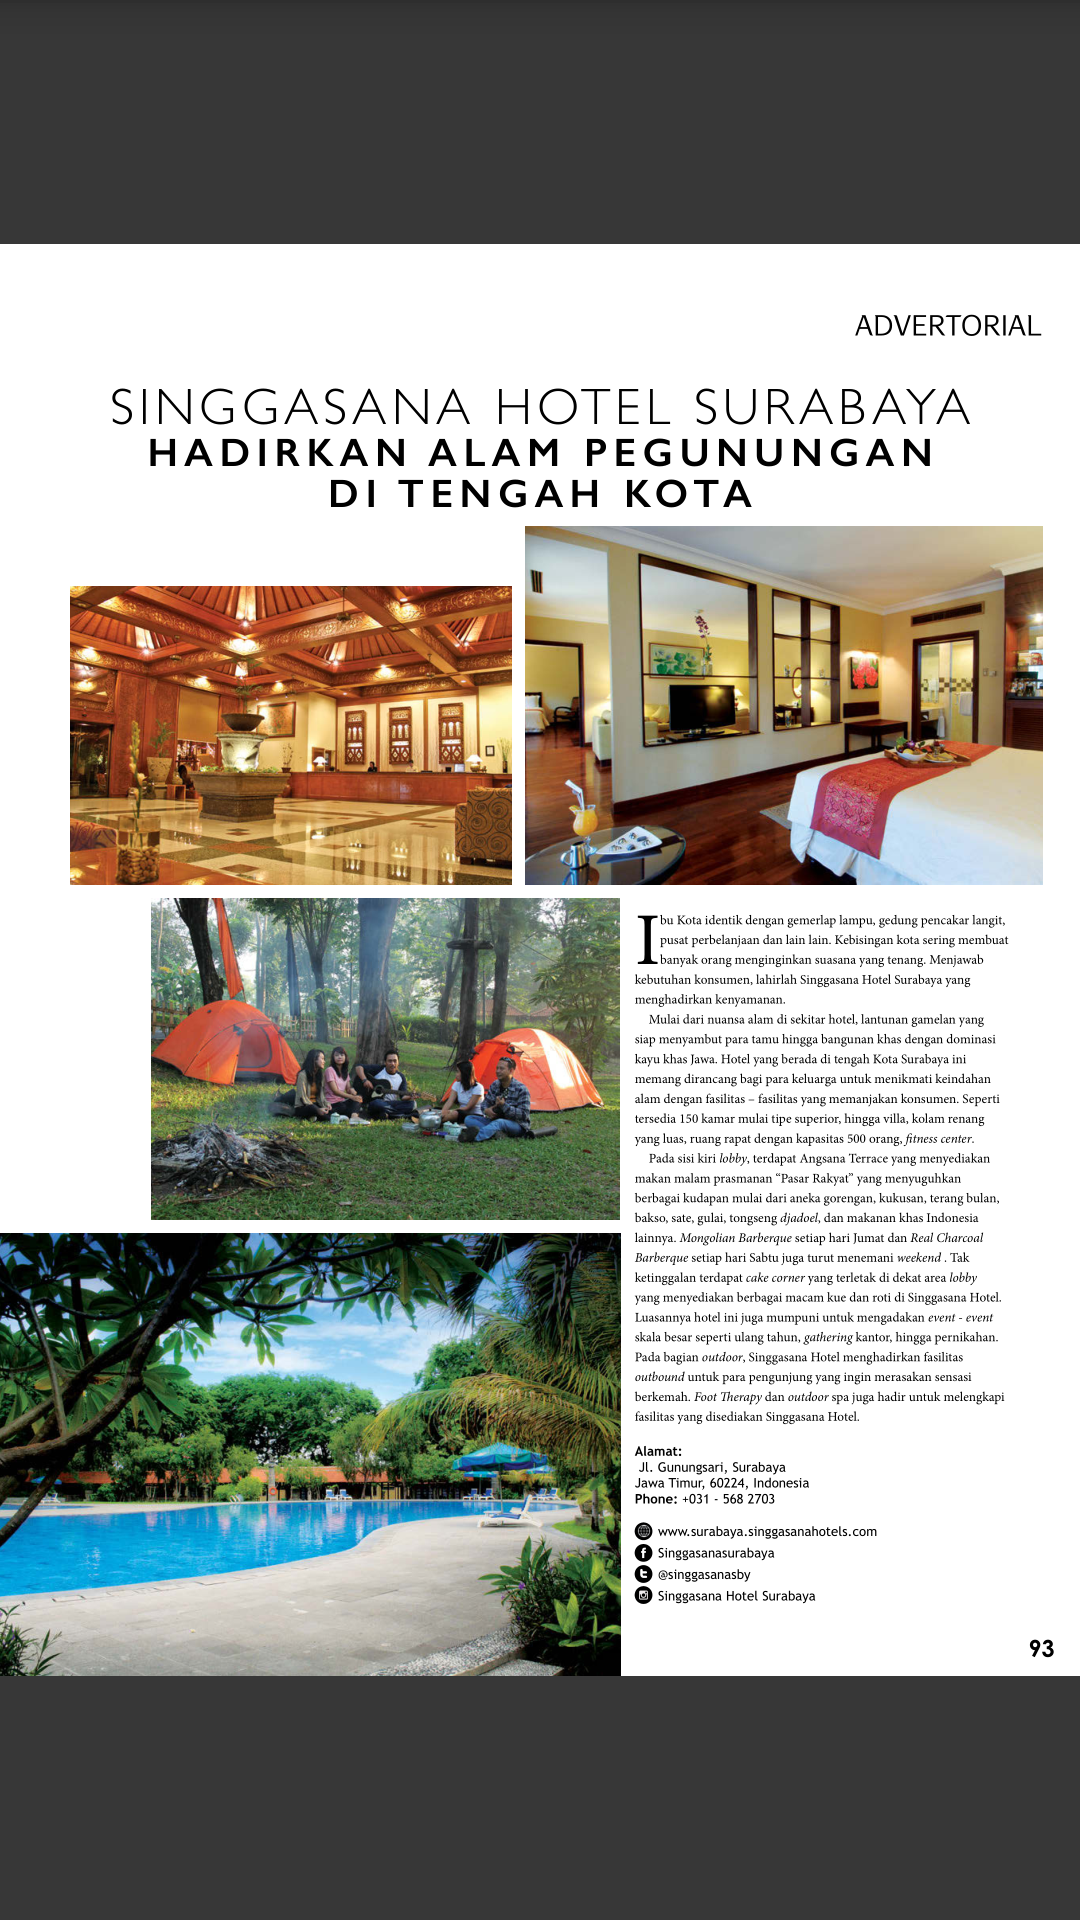 ADVERTORIAL
SINGGASANA HOTEL SURABAYA
HADIRKAN ALAM PEGUNUNGAN
DI TENGAH KOTA
Ibu Kota identik dengan gemerlap lampu, gedung pencakar langit,
pusat perbelanjaan dan lain lain. Kebisingan kota sering membuat
banyak orang menginginkan suasana yang tenang. Menjawab
kebutuhan konsumen, lahirlah Singgasana Hotel Surabaya yang
menghadirkan kenyamanan.
Mulai dari nuansa alam di sekitar hotel, lantunan gamelan yang
siap menyambut para tamu hingga bangunan khas dengan dominasi
kayu khas Jawa. Hotel yang berada di tengah Kota Surabaya ini
memang dirancang bagi para keluarga untuk menikmati keindahan
alam dengan fasilitas – fasilitas yang memanjakan konsumen. Seperti
tersedia 150 kamar mulai tipe superior, hingga villa, kolam renang
yang luas, ruang rapat dengan kapasitas 500 orang, fitness center.
Pada sisi kiri lobby, terdapat Angsana Terrace yang menyediakan
makan malam prasmanan “Pasar Rakyat” yang menyuguhkan
berbagai kudapan mulai dari aneka gorengan, kukusan, terang bulan,
bakso, sate, gulai, tongseng djadoel, dan makanan khas Indonesia
lainnya. Mongolian Barberque setiap hari Jumat dan Real Charcoal
Barberque setiap hari Sabtu juga turut menemani weekend . Tak
ketinggalan terdapat cake corner yang terletak di dekat area lobby
yang menyediakan berbagai macam kue dan roti di Singgasana Hotel.
Luasannya hotel ini juga mumpuni untuk mengadakan event - event
skala besar seperti ulang tahun, gathering kantor, hingga pernikahan.
Pada bagian outdoor, Singgasana Hotel menghadirkan fasilitas
outbound untuk para pengunjung yang ingin merasakan sensasi
berkemah. Foot Therapy dan outdoor spa juga hadir untuk melengkapi
fasilitas yang disediakan Singgasana Hotel.
Alamat:
Jl. Gunungsari, Surabaya
Jawa Timur, 60224, Indonesia
Phone: +031 - 568 2703
www.surabaya.singgasanahotels.com
Singgasanasurabaya
@singgasanasby
Singgasana Hotel Surabaya
93